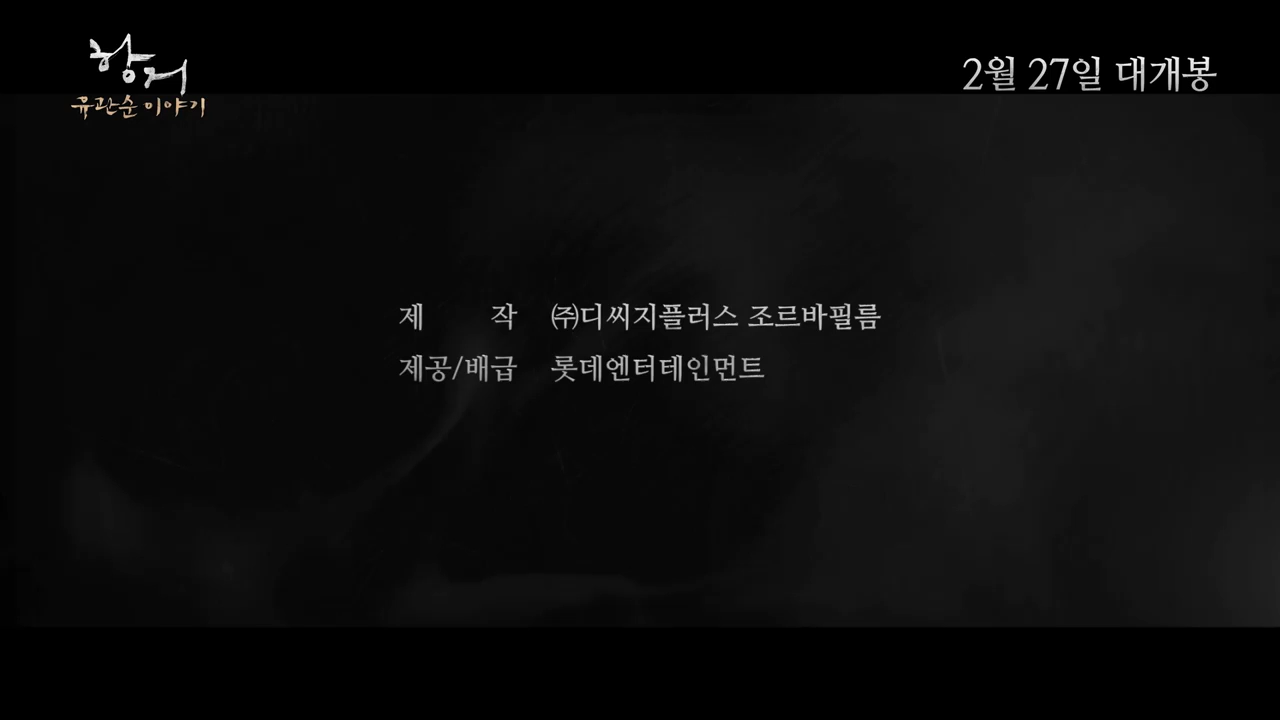 항거
유관순 이야기
2월 27일 대개봉
제 작 ㈜디씨지플러스 조르바필름
제공/배급 롯데엔터테인먼트